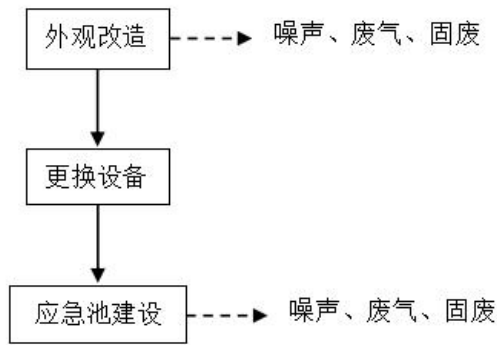 外观改造
噪声、废气、固废
更换设备
应急池建设
噪声、废气、固废